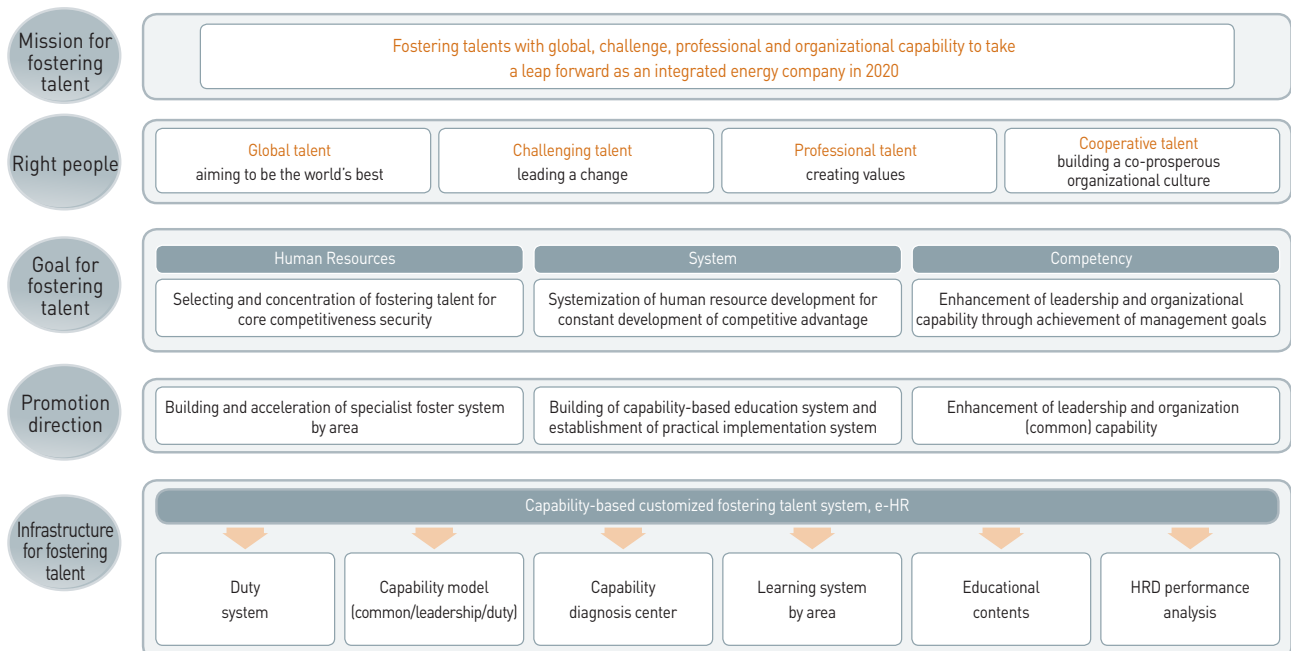 Mission for
fostering
talent
Fostering talents with global, challenge, professional and organizational capability to take
a leap forward as an integrated energy company in 2020
Right people
Global talent
aiming to be the world's best
Challenging talent
leading a change
Professional talent
creating values
Cooperative talent
building a co-prosperous
organizational culture
Goal for
fostering
talent
Human Resources
Selecting and concentration of fostering talent for
core competitiveness security
System
Systemization of human resource development for
constant development of competitive advantage
Competency
Enhancement of leadership and organizational
capability through achievement of management goals
Promotion
direction
Building and acceleration of specialist foster system
by area
Building of capability-based education system and
establishment of practical implementation system
Enhancement of leadership and organization
(common) capability
Infrastructure
for fostering
talent
Capability-based customized fostering talent system, e-HR
Duty
system
Capability model
(common/leadership/duty)
Capability
diagnosis center
Learning system
by area
Educational
contents
HRD performance
analysis